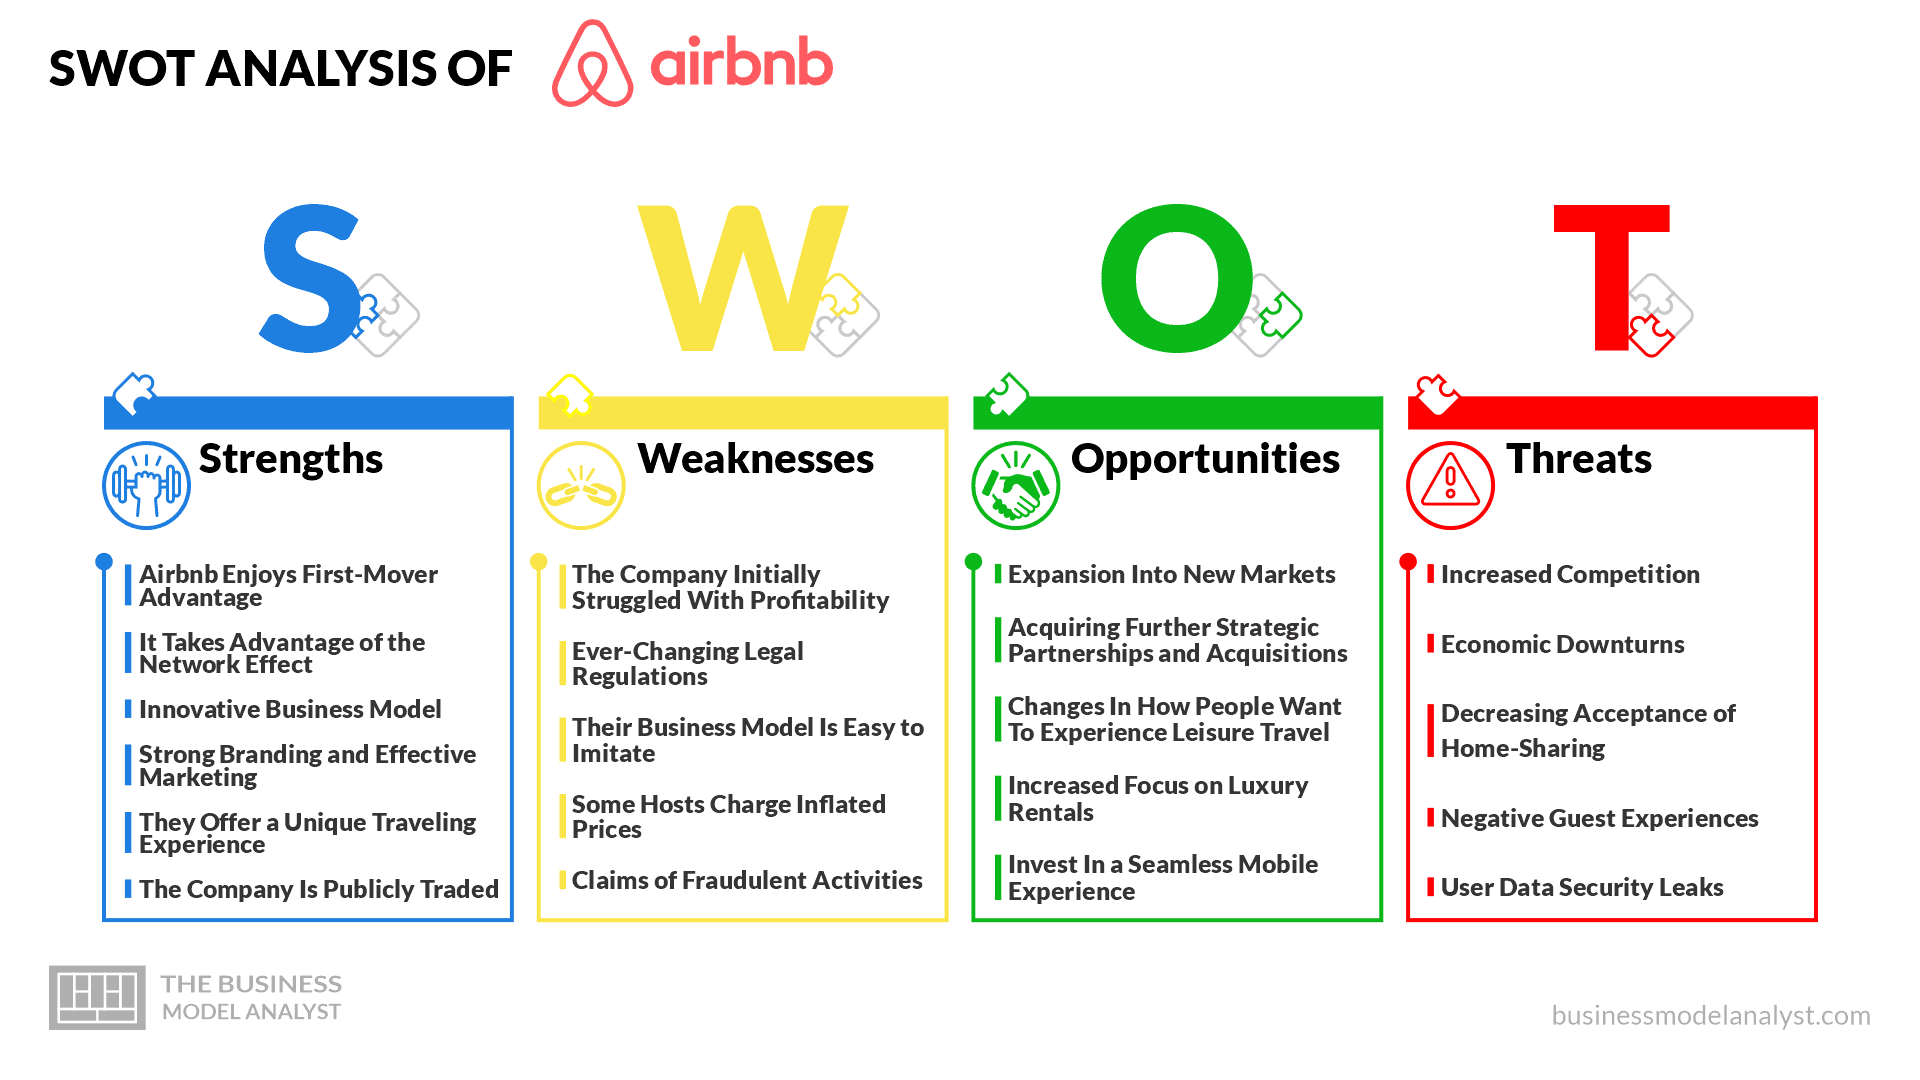 SWOT ANALYSIS OF airbnb
S
W
O
T
Strengths
Airbnb Enjoys First-Mover
Advantage
It Takes Advantage of the
Network Effect
Innovative Business Model
Strong Branding and Effective
Marketing
They Offer a Unique Traveling
Experience
The Company Is Publicly Traded
Weaknesses
The Company Initially
Struggled With Profitability
Ever-Changing Legal
Regulations
Their Business Model Is Easy to
Imitate
Some Hosts Charge Inflated
Prices
Claims of Fraudulent Activities
Opportunities
Expansion Into New Markets
Acquiring Further Strategic
Partnerships and Acquisitions
Changes In How People Want
To Experience Leisure Travel
Increased Focus on Luxury
Rentals
Invest In a Seamless Mobile
Experience
Threats
Increased Competition
Economic Downturns
Decreasing Acceptance of
Home-Sharing
Negative Guest Experiences
User Data Security Leaks
THE BUSINESS
MODEL ANALYST
businessmodelanalyst.com